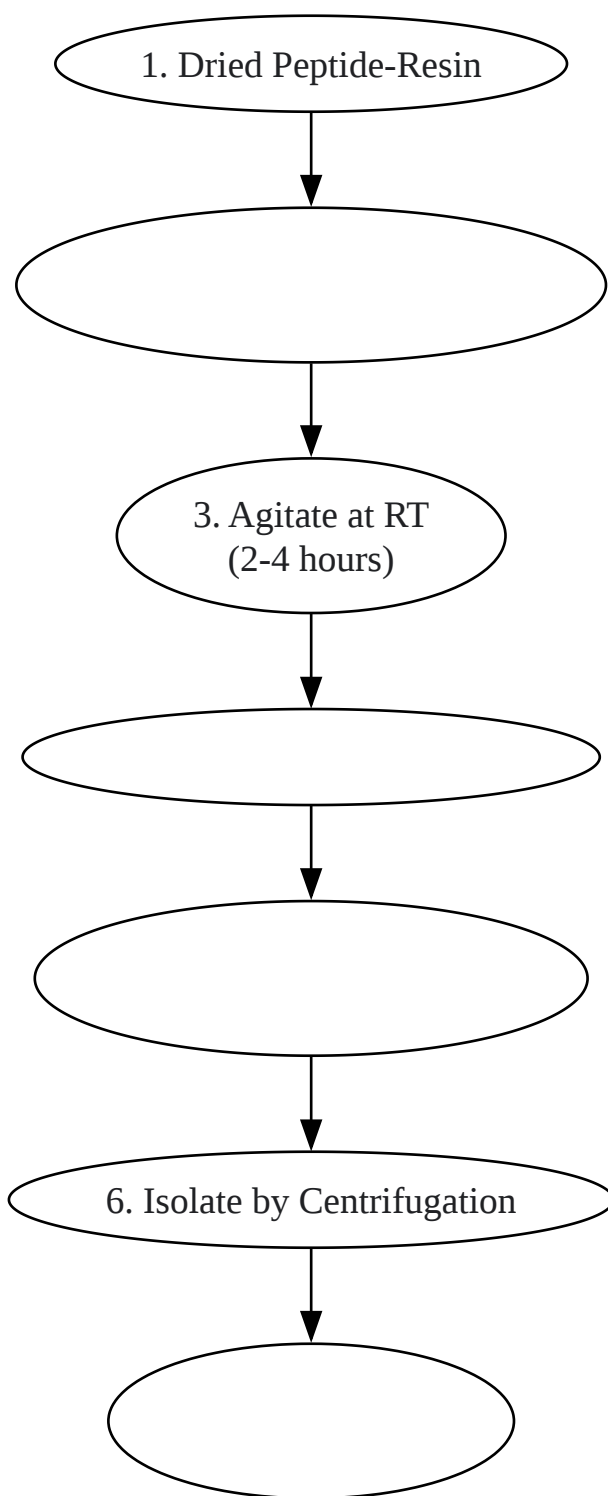 1. Dried Peptide-Resin
3. Agitate at RT
(2-4 hours)
6. Isolate by Centrifugation